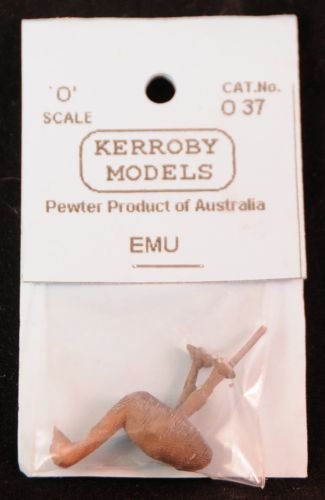 'O'
SCALE
CAT.No.
O 37
KERROBY
MODELS
Pewter Product of Australia
EMU